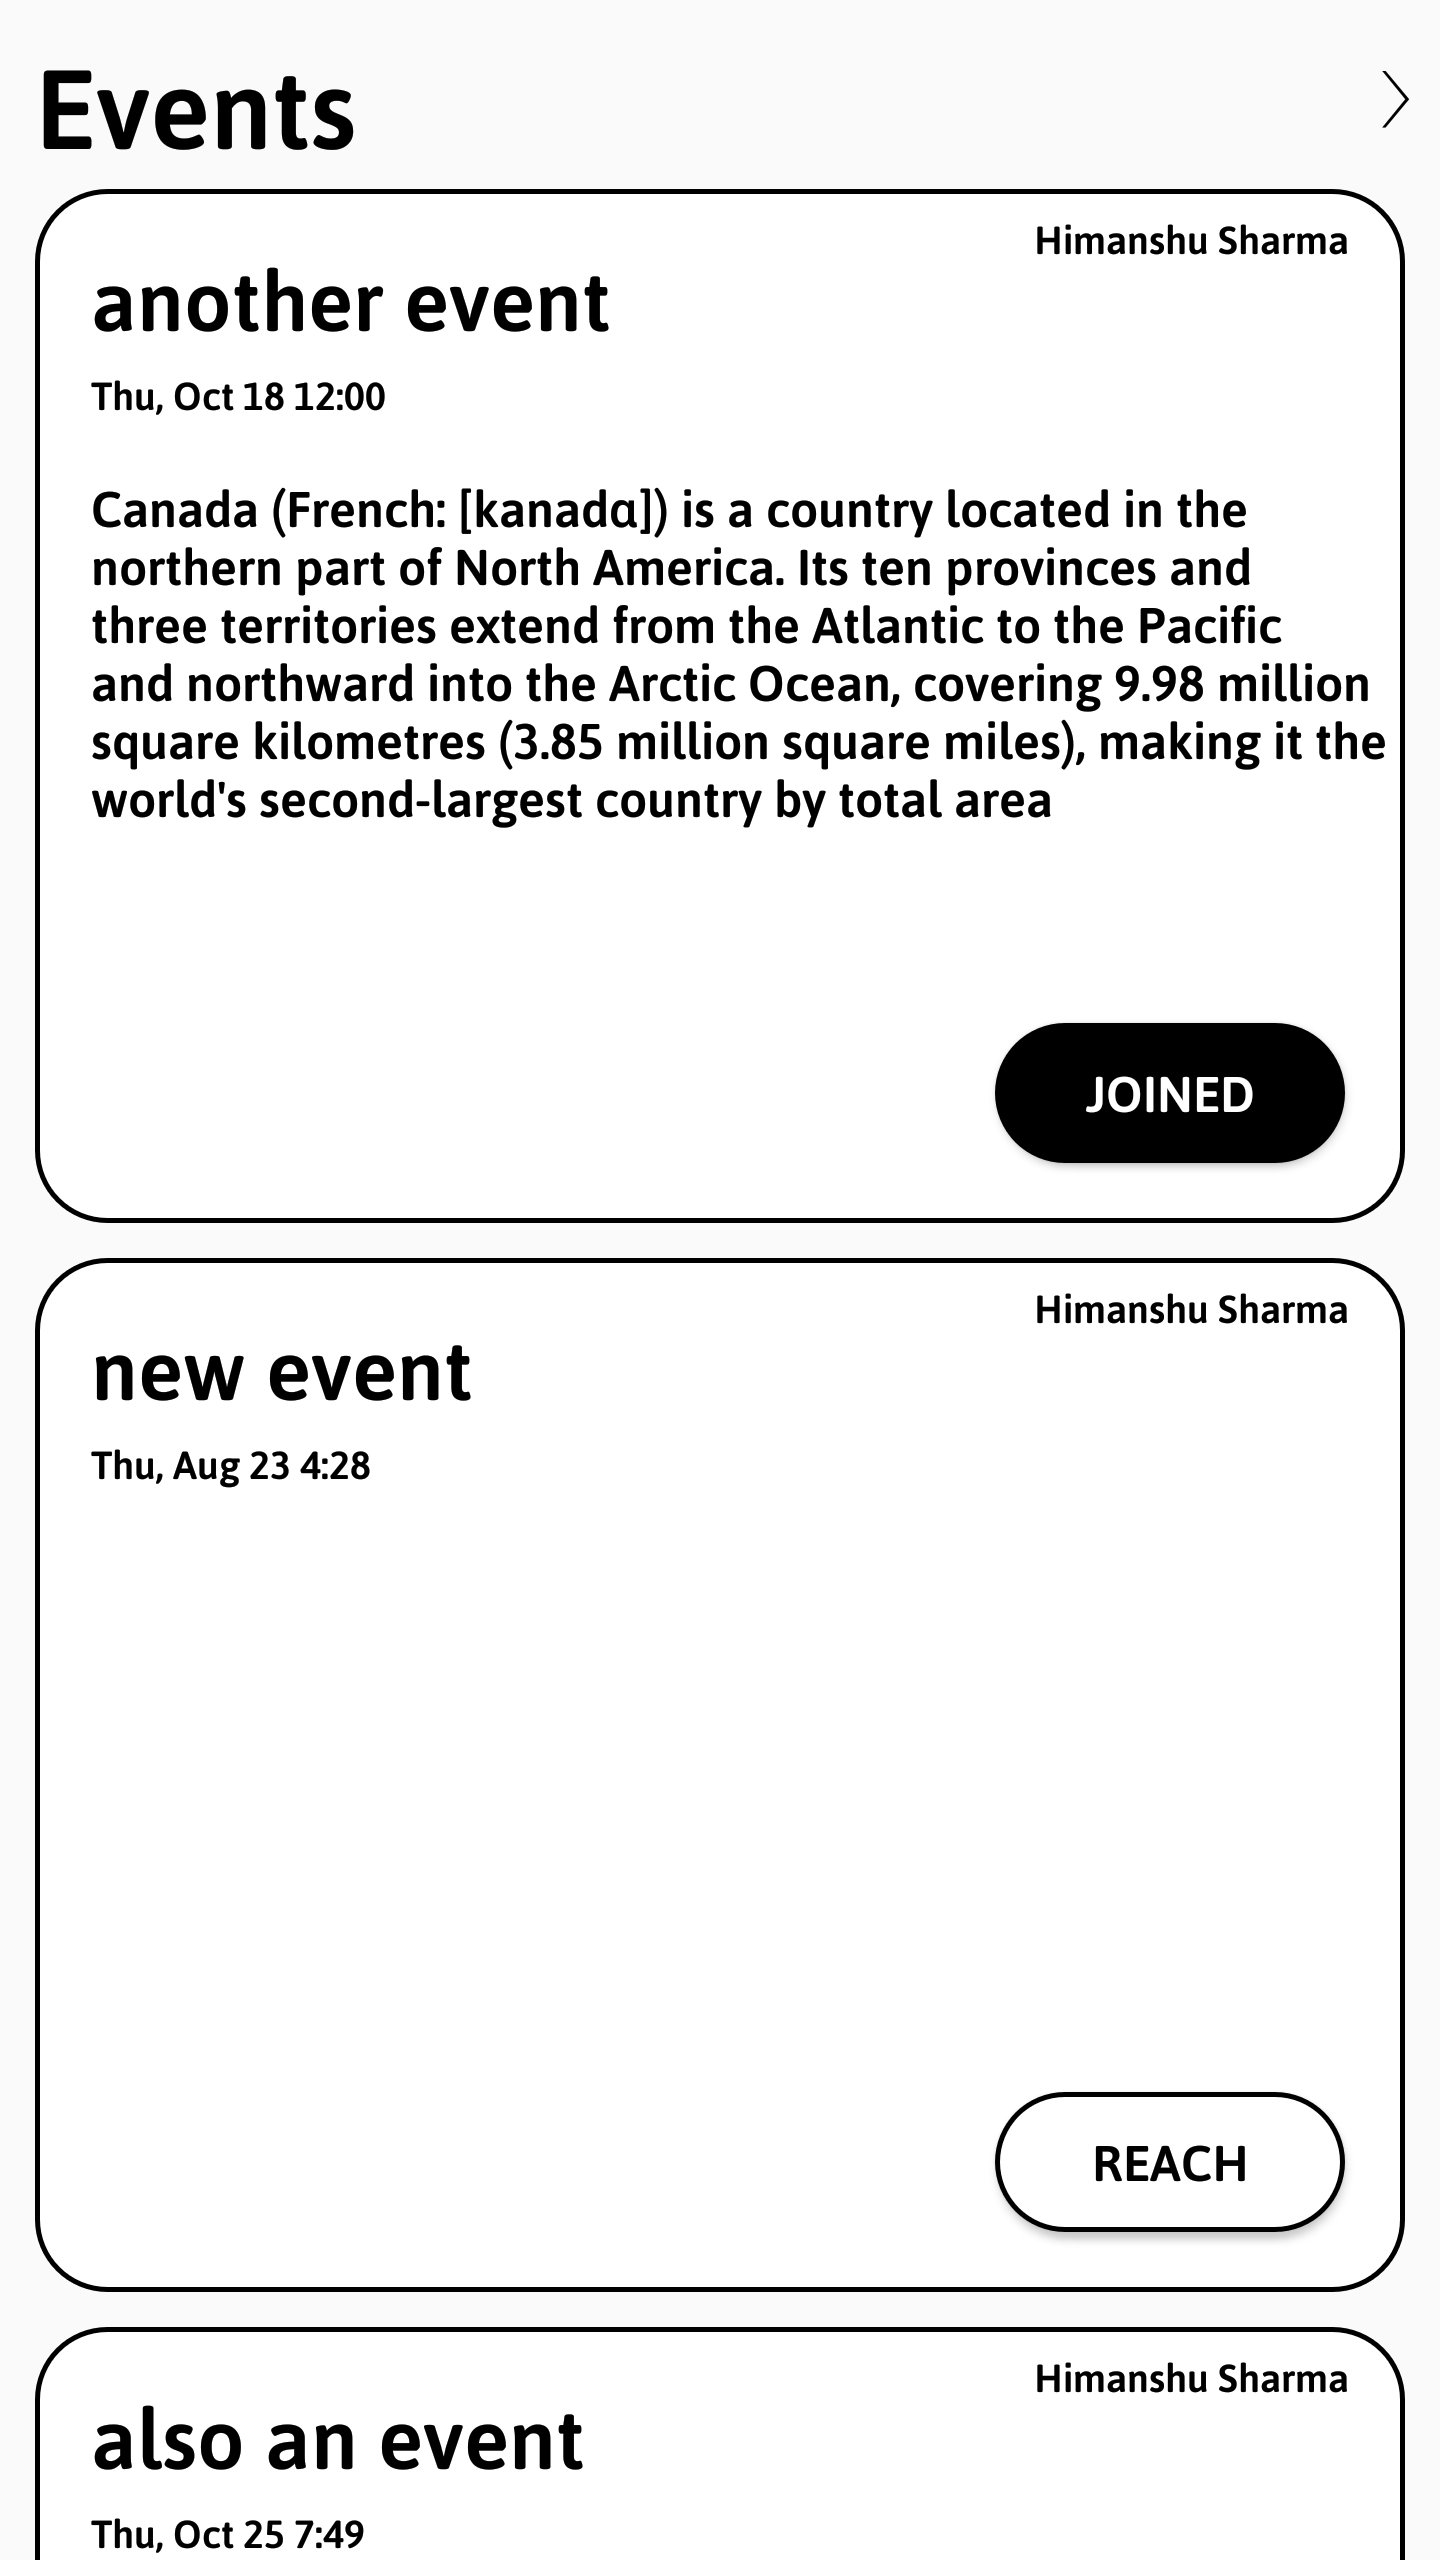 Events
Himanshu Sharma
another event
Thu, Oct 18 12:00
Canada (French: [kanadɑ]) is a country located in the
northern part of North America. Its ten provinces and
three territories extend from the Atlantic to the Pacific
and northward into the Arctic Ocean, covering 9.98 million
square kilometres (3.85 million square miles), making it the
world's second-largest country by total area
JOINED
Himanshu Sharma
new event
Thu, Aug 23 4:28
REACH
Himanshu Sharma
also an event
Thu, Oct 25 7:49